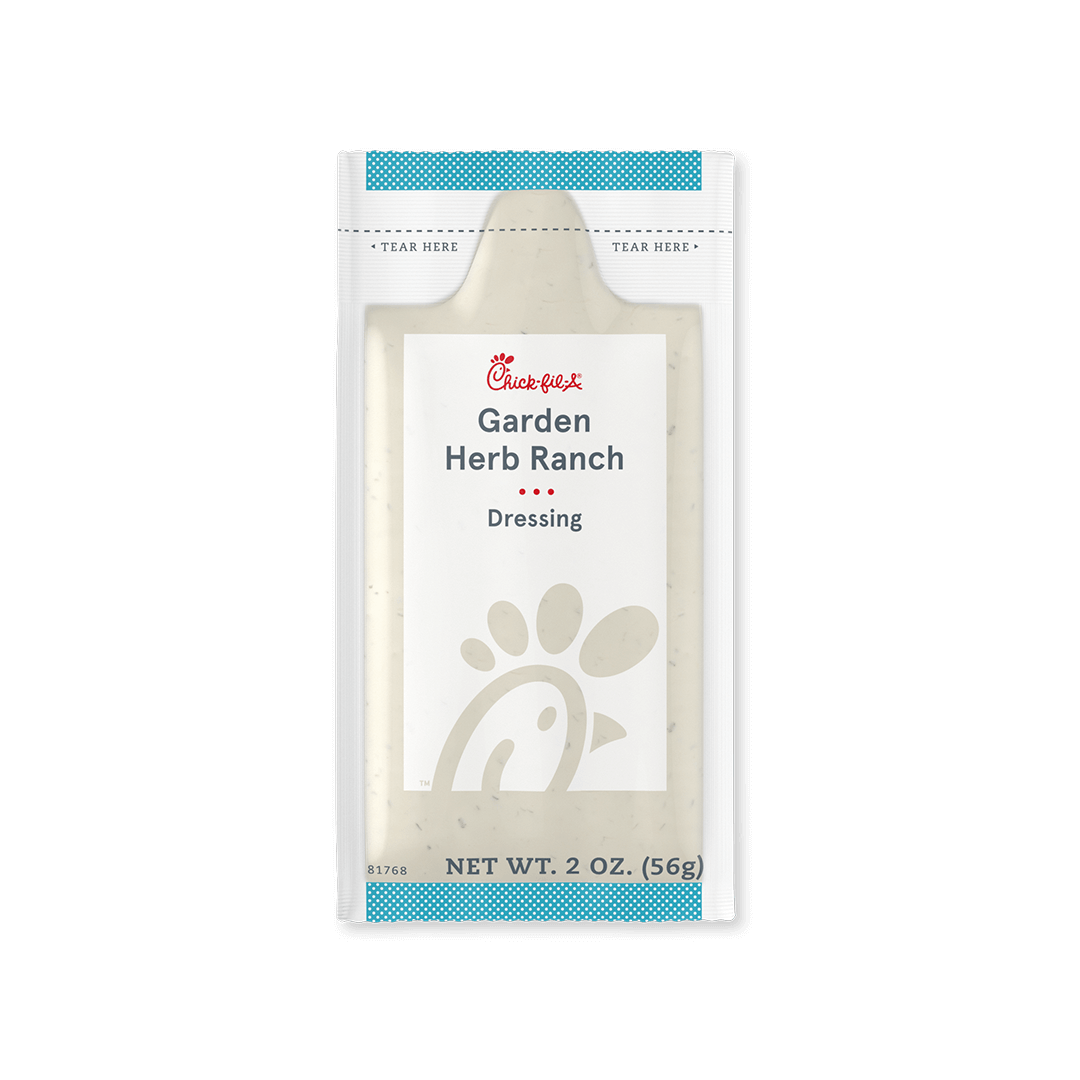 ◂ TEAR HERE TEAR HERE ▸
Chick-fil-A®
Garden
Herb Ranch
Dressing
TM
81768 NET WT. 2 OZ. (56g)